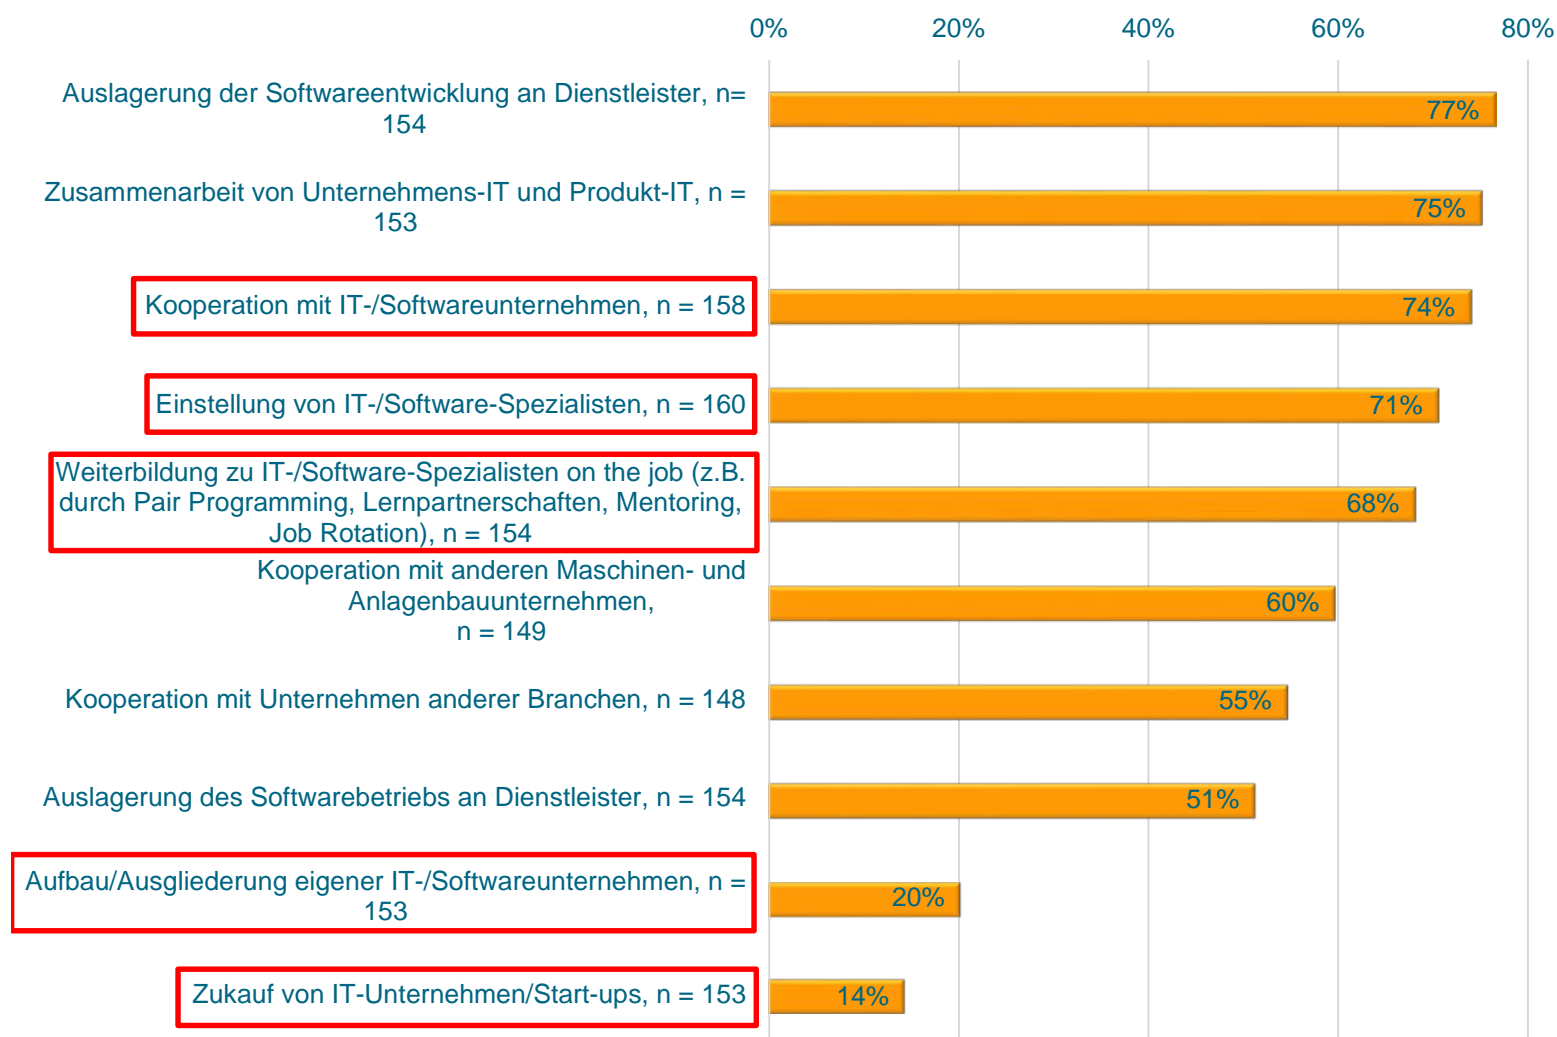 0% 20% 40% 60% 80%
Auslagerung der Softwareentwicklung an Dienstleister, n=
154
77%
Zusammenarbeit von Unternehmens-IT und Produkt-IT, n =
153
75%
Kooperation mit IT-/Softwareunternehmen, n = 158
74%
Einstellung von IT-/Software-Spezialisten, n = 160
71%
Weiterbildung zu IT-/Software-Spezialisten on the job (z.B.
durch Pair Programming, Lernpartnerschaften, Mentoring,
Job Rotation), n = 154
68%
Kooperation mit anderen Maschinen- und
Anlagenbauunternehmen,
n = 149
60%
Kooperation mit Unternehmen anderer Branchen, n = 148
55%
Auslagerung des Softwarebetriebs an Dienstleister, n = 154
51%
Aufbau/Ausgliederung eigener IT-/Softwareunternehmen, n =
153
20%
Zukauf von IT-Unternehmen/Start-ups, n = 153
14%